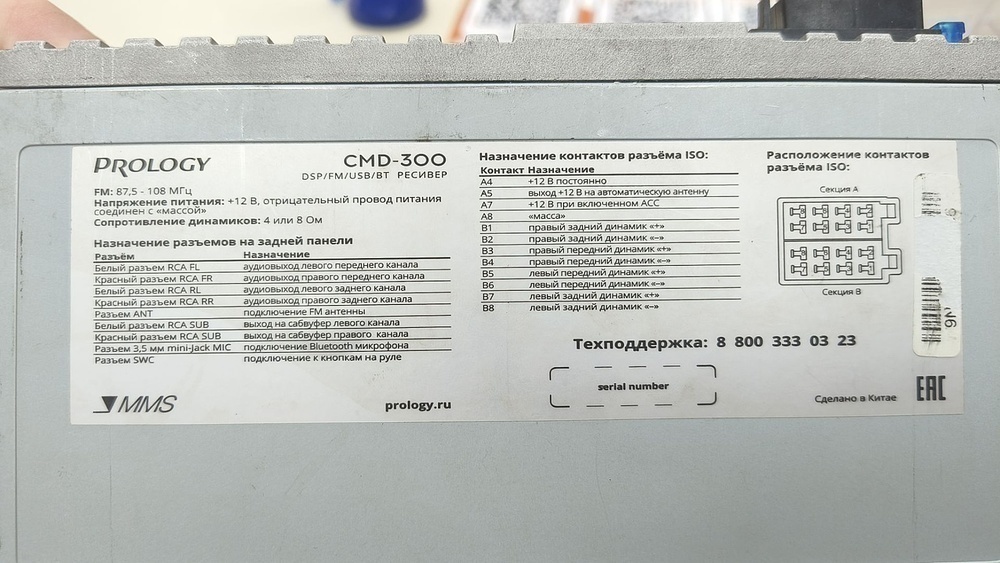 PROLOGY
CMD-300
DSP/FM/USB/BT РЕСИВЕР
FM: 87,5 - 108 МГц
Напряжение питания: +12 В, отрицательный провод питания
соединен с «массой»
Сопротивление динамиков: 4 или 8 Ом
Назначение разъемов на задней панели
Разъём Назначение
Белый разъем RCA FL аудиовыход левого переднего канала
Красный разъем RCA FR аудиовыход правого переднего канала
Белый разъем RCA RL аудиовыход левого заднего канала
Красный разъем RCA RR аудиовыход правого заднего канала
Разъем ANT подключение FM антенны
Белый разъем RCA SUB выход на сабвуфер левого канала
Красный разъем RCA SUB выход на сабвуфер правого канала
Разъем 3,5 мм mini-Jack MIC подключение Bluetooth микрофона
Разъем SWC подключение к кнопкам на руле
MMS
prology.ru
Назначение контактов разъёма ISO:
Контакт Назначение
A4 +12 В постоянно
A5 выход +12 В на автоматическую антенну
A7 +12 В при включенном ACC
A8 «масса»
B1 правый задний динамик «+»
B2 правый задний динамик «–»
B3 правый передний динамик «+»
B4 правый передний динамик «–»
B5 левый передний динамик «+»
B6 левый передний динамик «–»
B7 левый задний динамик «+»
B8 левый задний динамик «–»
Расположение контактов
разъёма ISO:
Секция A
Секция B
Техподдержка: 8 800 333 03 23
serial number
Сделано в Китае
EAC